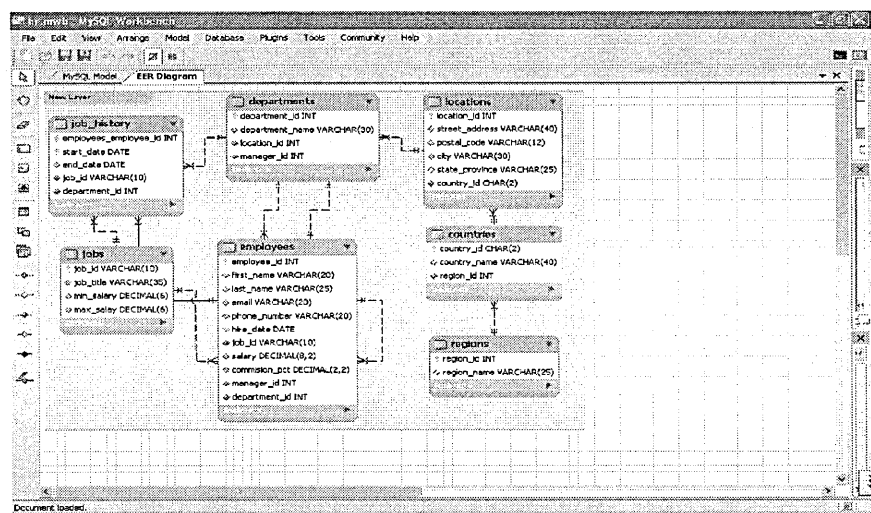 hr.mwb - MySQL Workbench
File Edit View Arrange Model Database Plugins Tools Community Help
MySQL Model EER Diagram
New Layer
job_history
employees_employee_id INT
start_date DATE
end_date DATE
job_id VARCHAR(10)
department_id INT
departments
department_id INT
department_name VARCHAR(30)
location_id INT
manager_id INT
locations
location_id INT
street_address VARCHAR(40)
postal_code VARCHAR(12)
city VARCHAR(30)
state_province VARCHAR(25)
country_id CHAR(2)
jobs
job_id VARCHAR(10)
job_title VARCHAR(35)
min_salary DECIMAL(6)
max_salay DECIMAL(6)
employees
employee_id INT
first_name VARCHAR(20)
last_name VARCHAR(25)
email VARCHAR(20)
phone_number VARCHAR(20)
hire_date DATE
job_id VARCHAR(10)
salary DECIMAL(8,2)
commision_pct DECIMAL(2,2)
manager_id INT
department_id INT
countries
country_id CHAR(2)
country_name VARCHAR(40)
region_id INT
regions
region_id INT
region_name VARCHAR(25)
Document loaded.